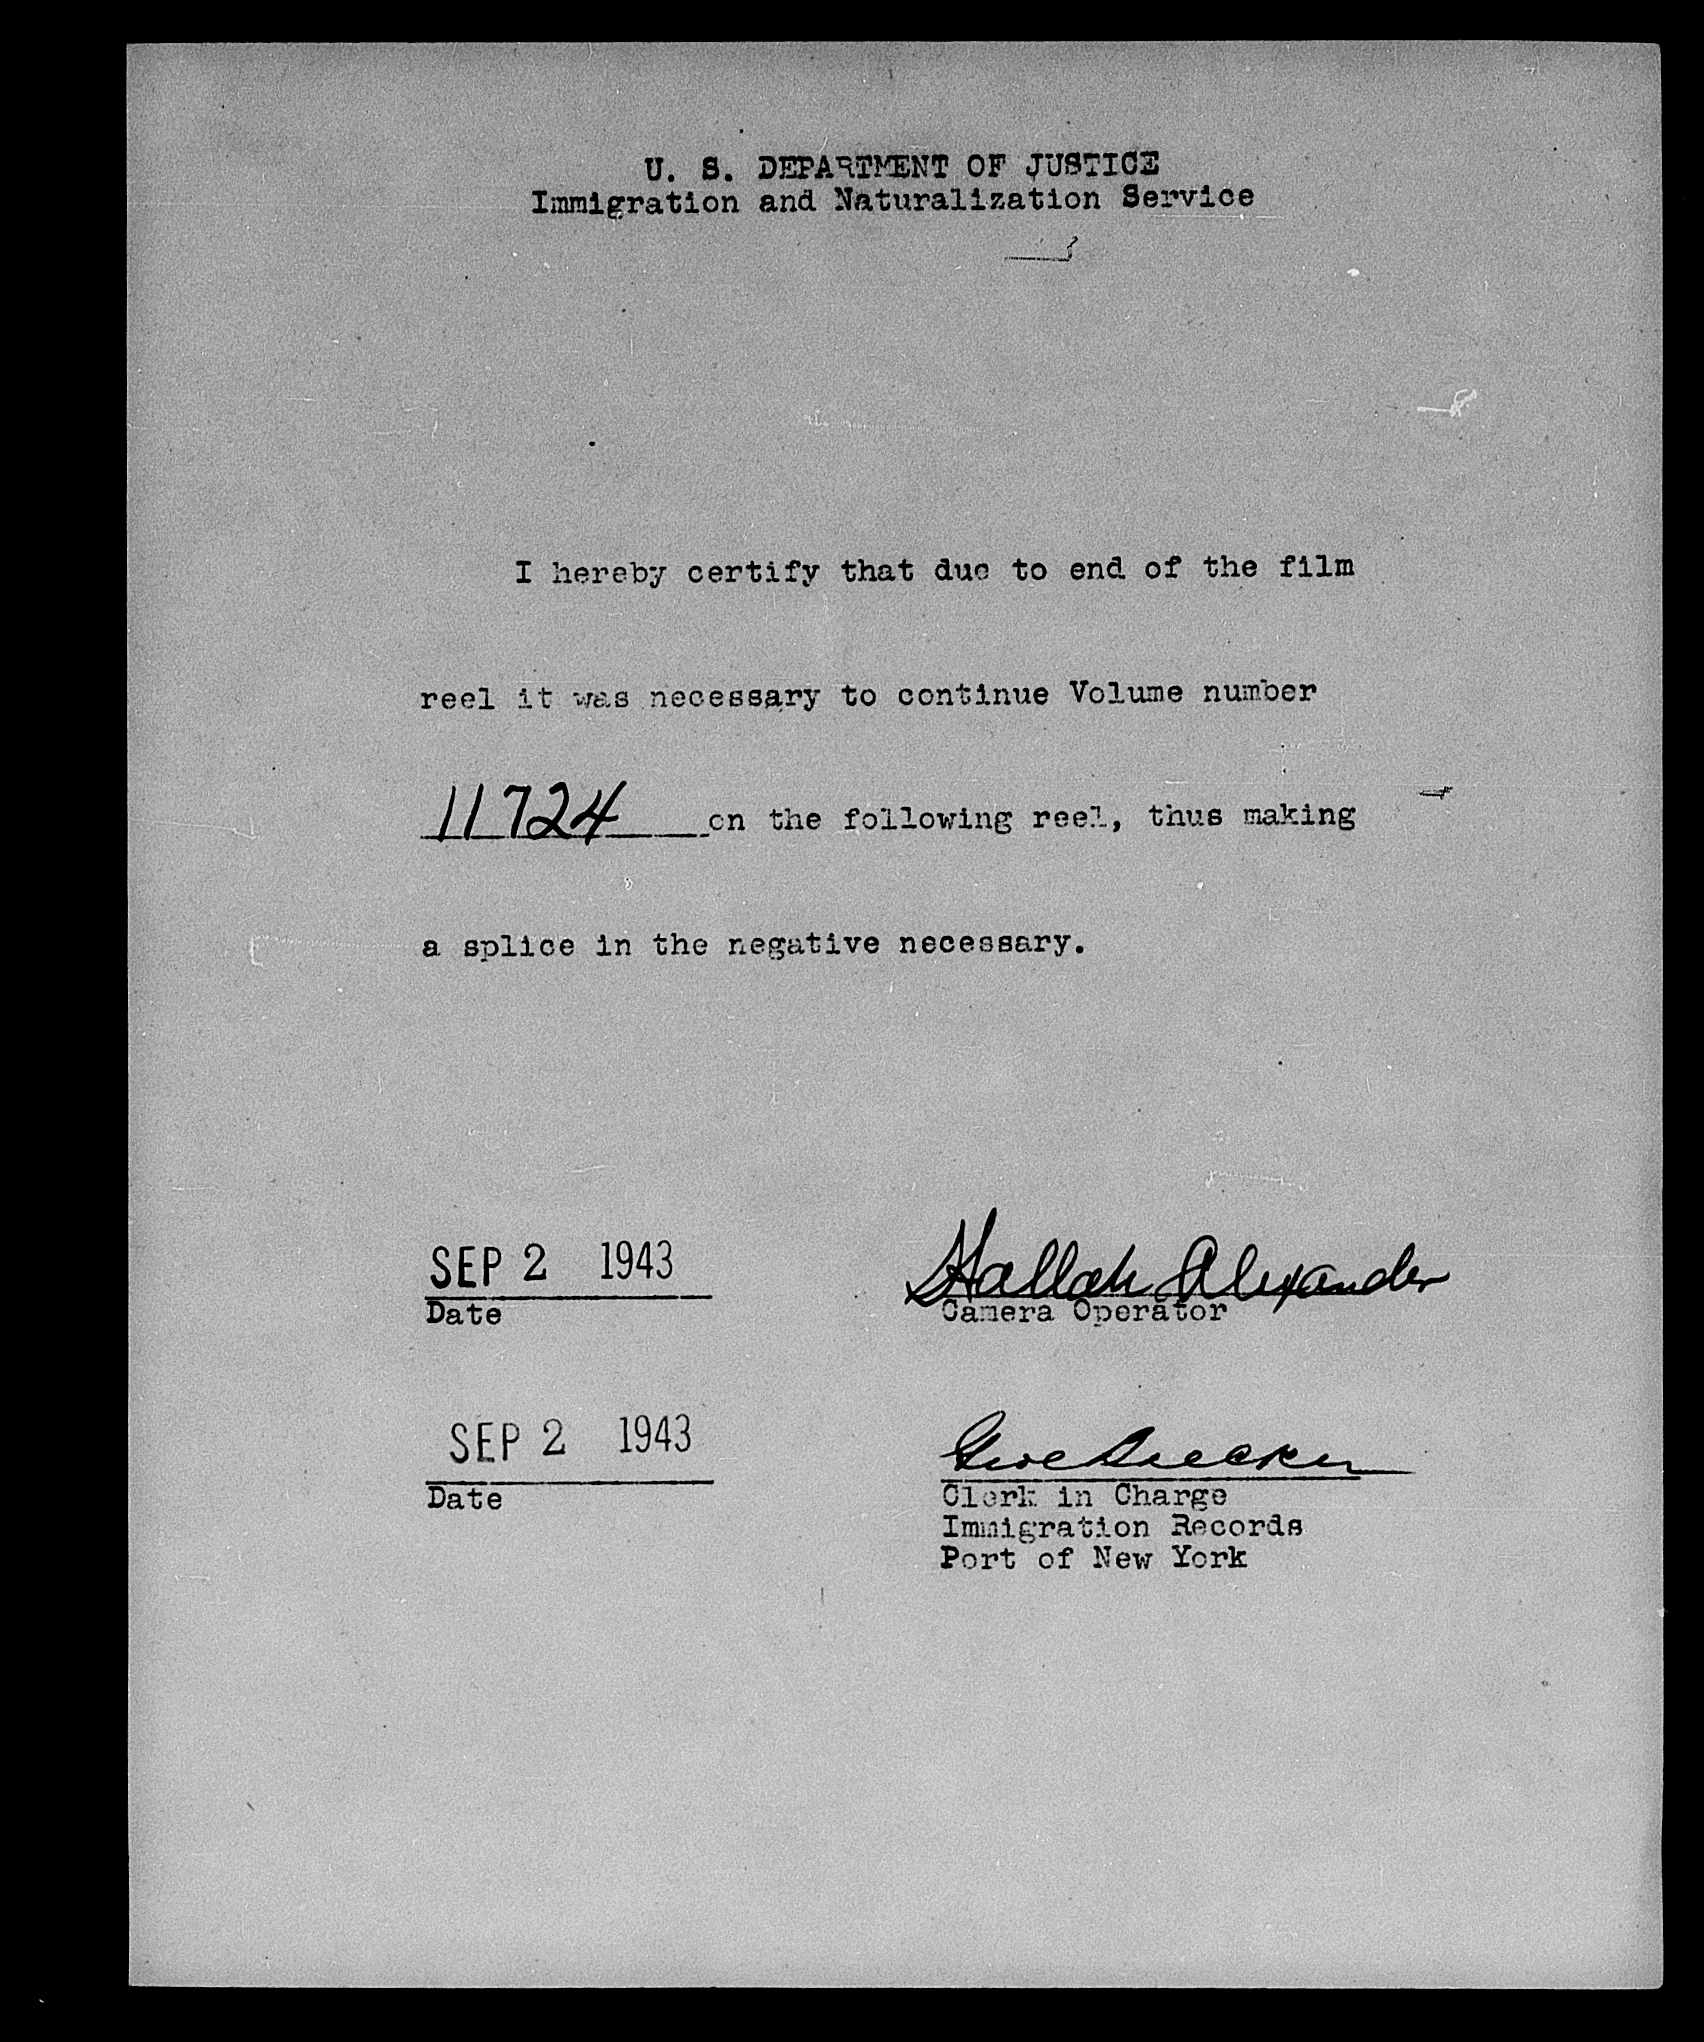 U. S. DEPARTMENT OF JUSTICE
Immigration and Naturalization Service
I hereby certify that due to end of the film
reel it was necessary to continue Volume number
11724 on the following reel, thus making
a splice in the negative necessary.
SEP 2 1943
Date
Alexander
Camera Operator
SEP 2 1943
Date
Clerk in Charge
Immigration Records
Port of New York